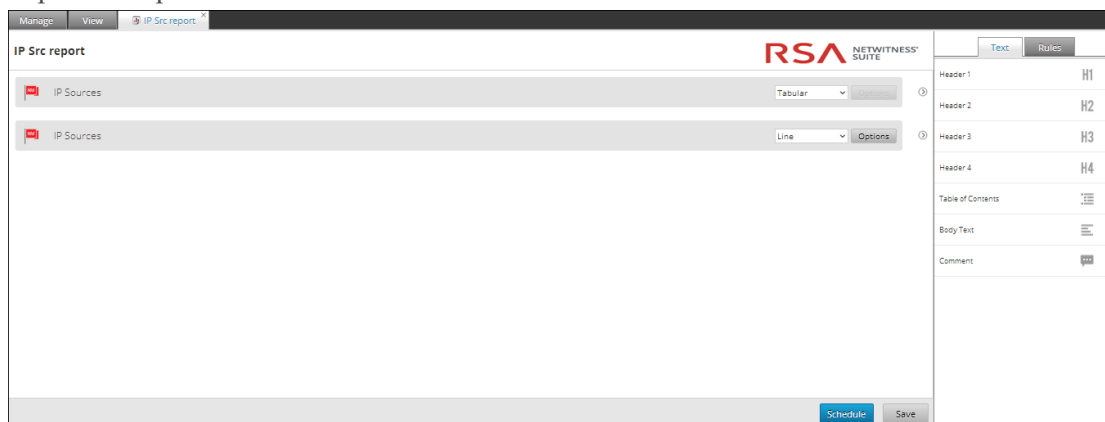 Manage View IP Src report ×
IP Src report
RSA NETWITNESS® SUITE
IP Sources Tabular Options
IP Sources Line Options
Schedule Save
Text Rules
Header 1 H1
Header 2 H2
Header 3 H3
Header 4 H4
Table of Contents
Body Text
Comment